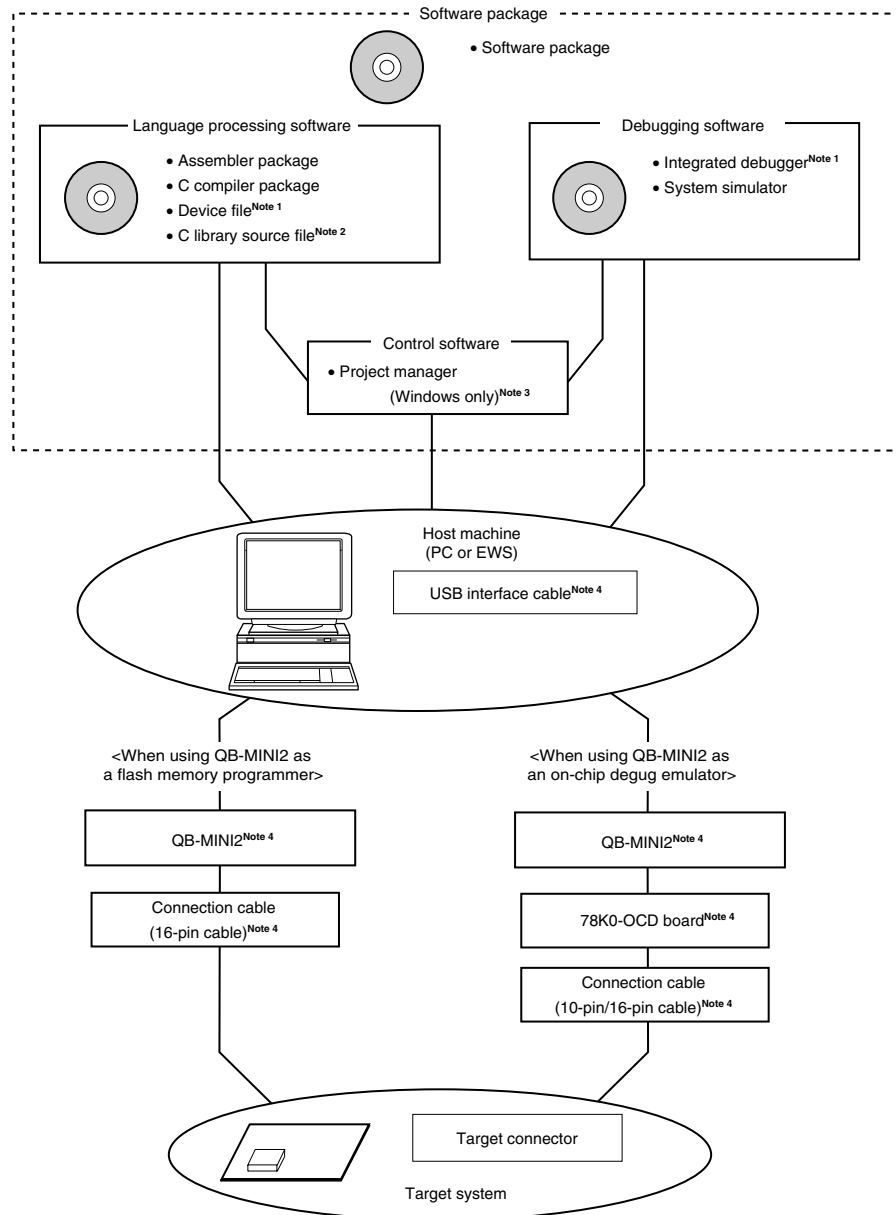 Software package
• Software package
Language processing software
• Assembler package
• C compiler package
• Device fileNote 1
• C library source fileNote 2
Debugging software
• Integrated debuggerNote 1
• System simulator
Control software
• Project manager
(Windows only)Note 3
Host machine
(PC or EWS)
USB interface cableNote 4
<When using QB-MINI2 as
a flash memory programmer>
QB-MINI2Note 4
Connection cable
(16-pin cable)Note 4
<When using QB-MINI2 as
an on-chip degug emulator>
QB-MINI2Note 4
78K0-OCD boardNote 4
Connection cable
(10-pin/16-pin cable)Note 4
Target connector
Target system